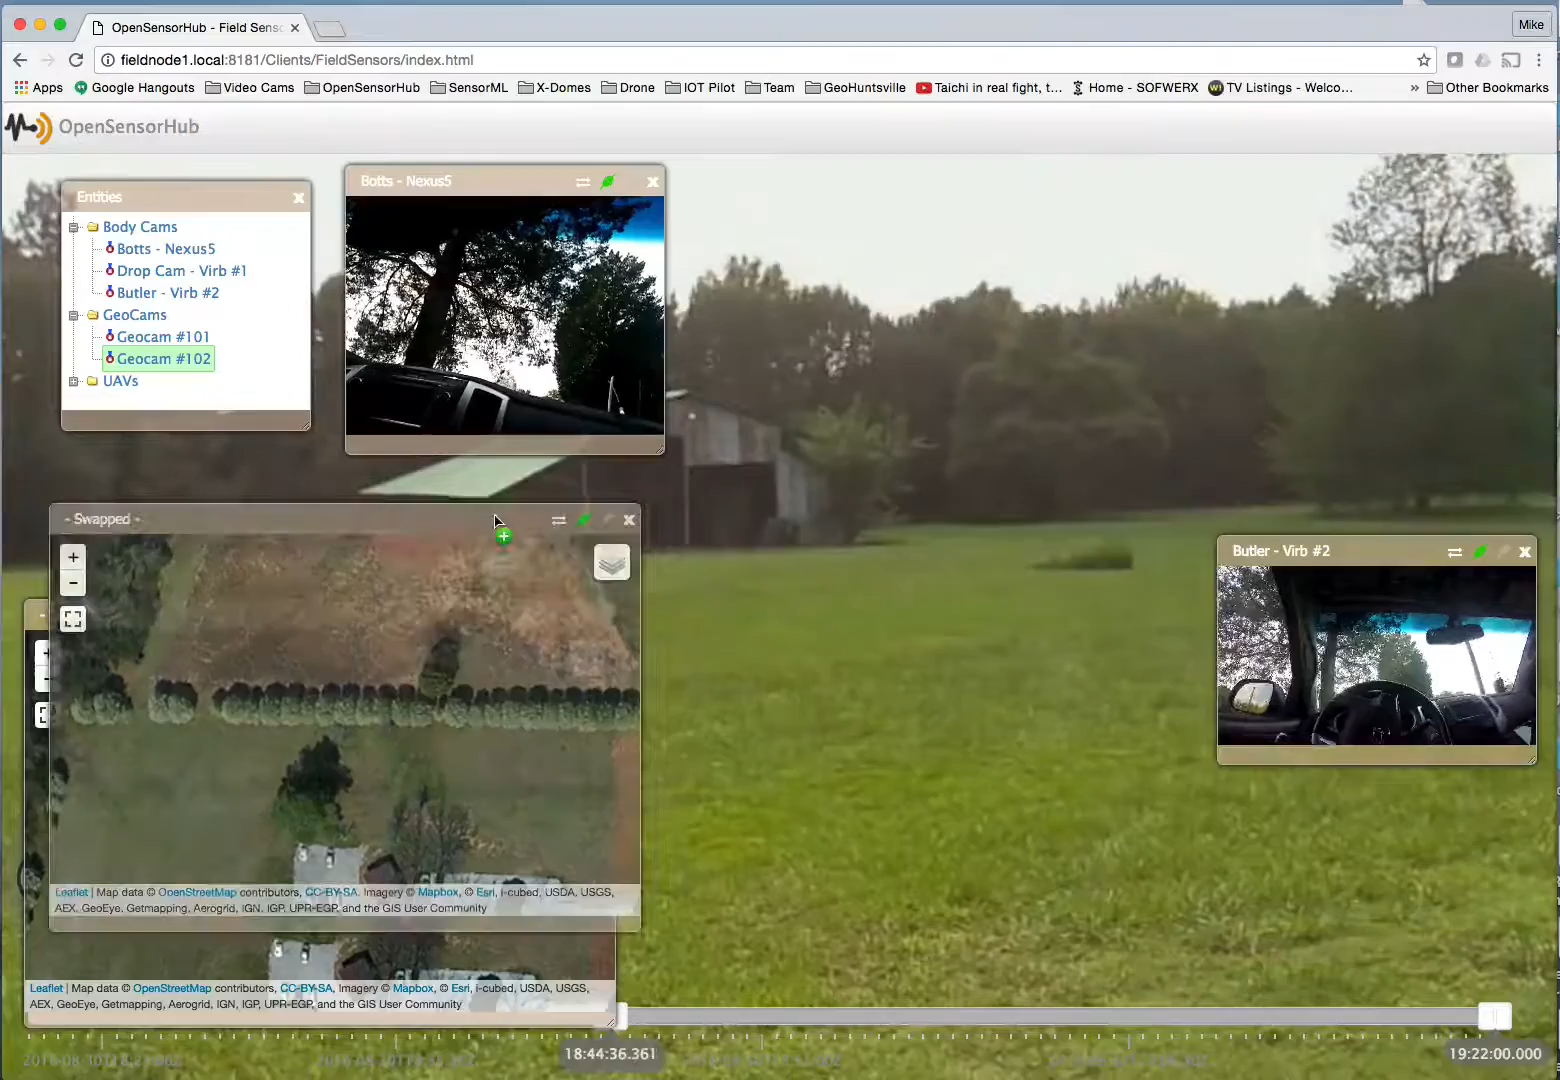 OpenSensorHub - Field Sens
Mike
fieldnode1.local:8181/Clients/FieldSensors/index.html
Apps Google Hangouts Video Cams OpenSensorHub SensorML X-Domes Drone IOT Pilot Team GeoHuntsville Taichi in real fight, t... Home - SOFWERX TV Listings - Welco... » Other Bookmarks
OpenSensorHub
Entities
Body Cams
Botts - Nexus5
Drop Cam - Virb #1
Butler - Virb #2
GeoCams
Geocam #101
Geocam #102
UAVs
Botts - Nexus5
- Swapped -
+
−
Leaflet | Map data © OpenStreetMap contributors, CC-BY-SA, Imagery © Mapbox, © Esri, i-cubed, USDA, USGS,
AEX, GeoEye, Getmapping, Aerogrid, IGN, IGP, UPR-EGP, and the GIS User Community
Leaflet | Map data © OpenStreetMap contributors, CC-BY-SA, Imagery © Mapbox, © Esri, i-cubed, USDA, USGS,
AEX, GeoEye, Getmapping, Aerogrid, IGN, IGP, UPR-EGP, and the GIS User Community
Butler - Virb #2
18:44:36.361
19:22:00.000